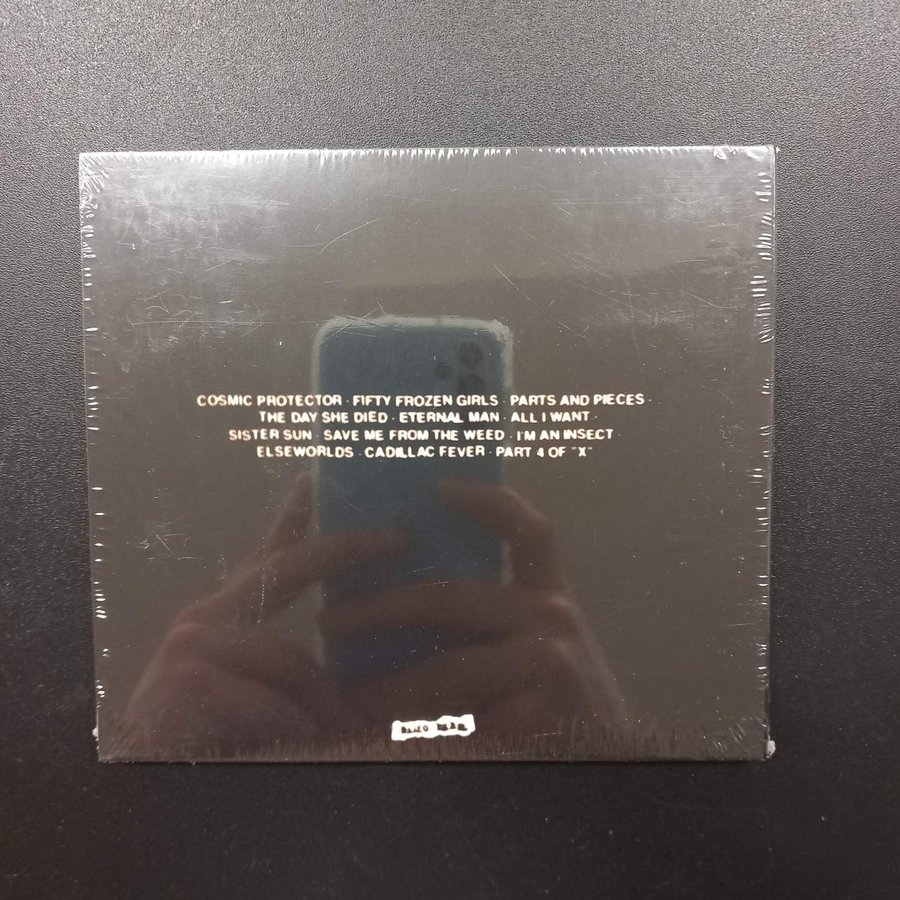 COSMIC PROTECTOR · FIFTY FROZEN GIRLS · PARTS AND PIECES ·
THE DAY SHE DIED · ETERNAL MAN · ALL I WANT ·
SISTER SUN · SAVE ME FROM THE WEED · I'M AN INSECT ·
ELSEWORLDS · CADILLAC FEVER · PART 4 OF "X"